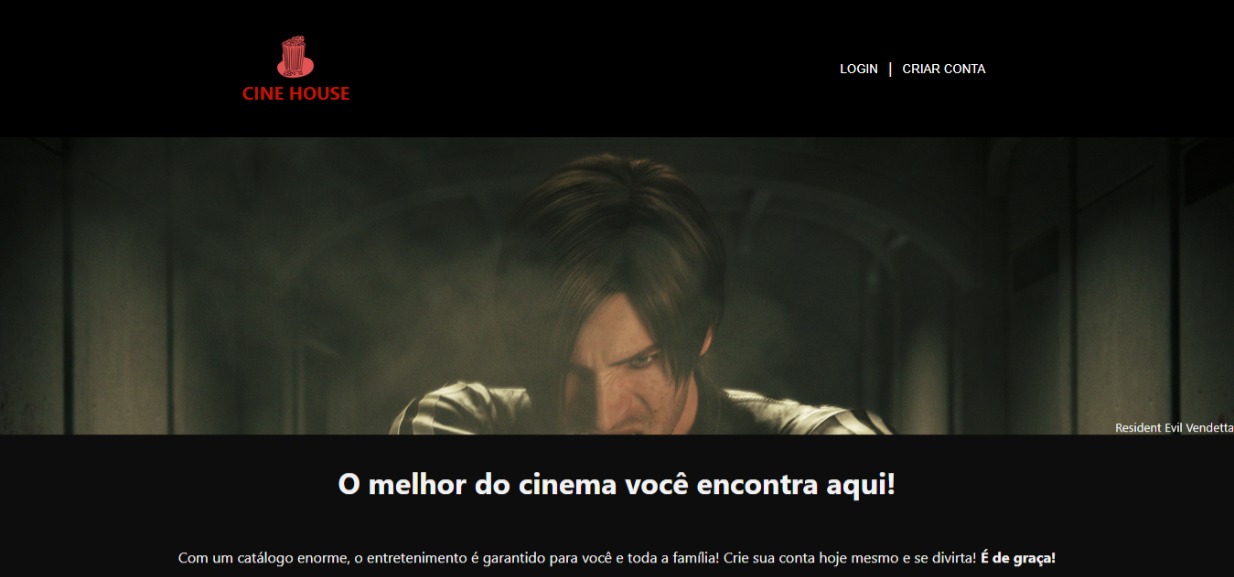 CINE HOUSE
LOGIN | CRIAR CONTA
Resident Evil Vendetta
O melhor do cinema você encontra aqui!
Com um catálogo enorme, o entretenimento é garantido para você e toda a família! Crie sua conta hoje mesmo e se divirta! É de graça!